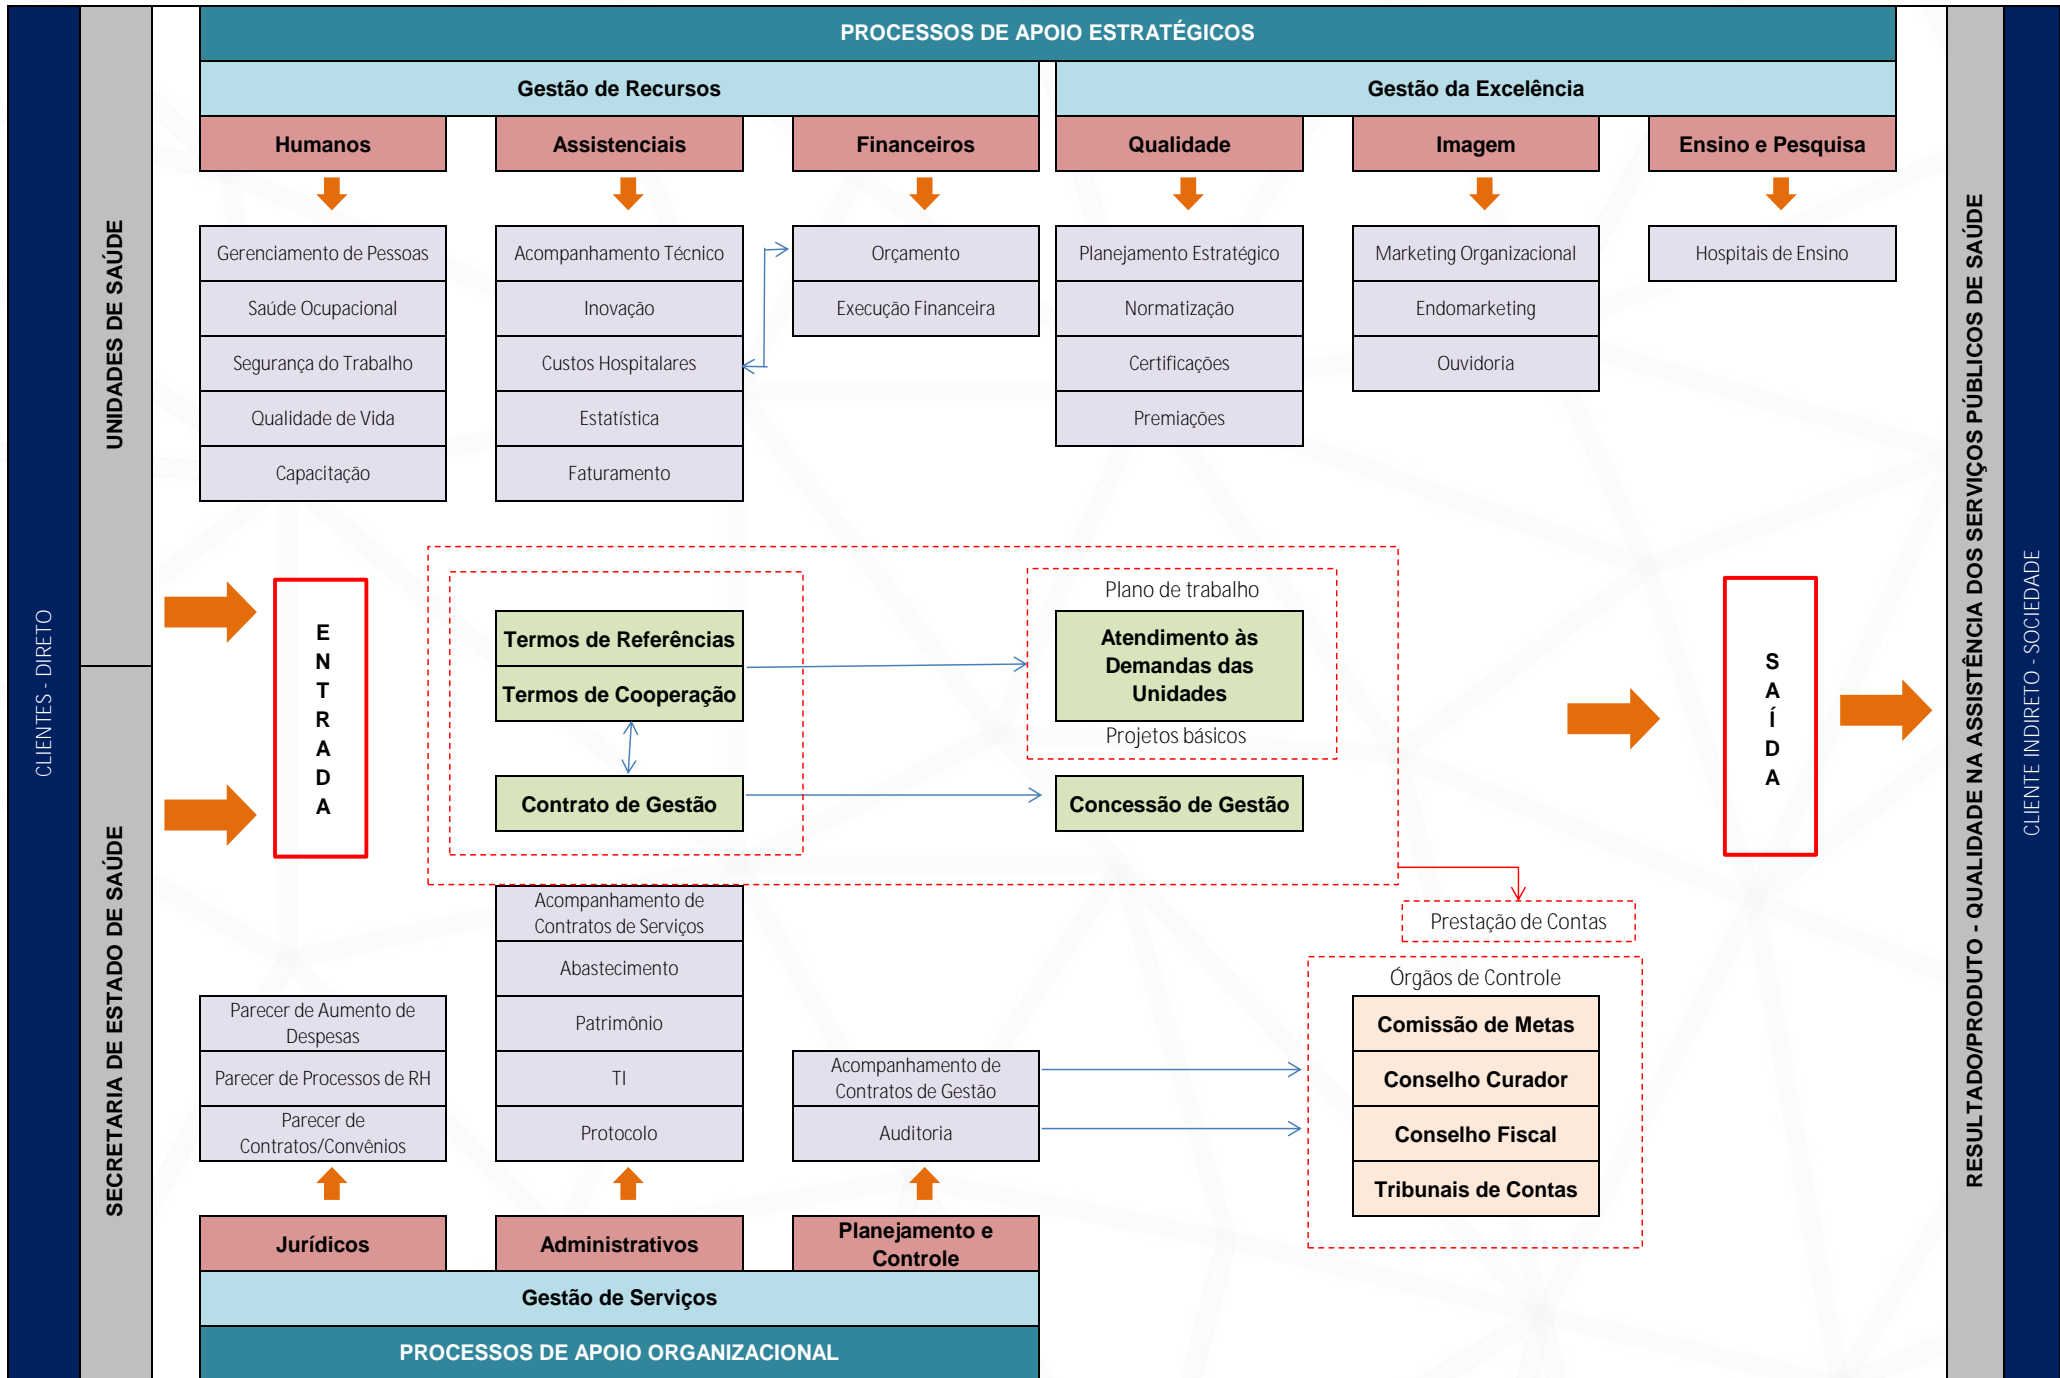 PROCESSOS DE APOIO ESTRATÉGICOS
Gestão de Recursos
Gestão da Excelência
Humanos
Assistenciais
Financeiros
Qualidade
Imagem
Ensino e Pesquisa
Gerenciamento de Pessoas
Saúde Ocupacional
Segurança do Trabalho
Qualidade de Vida
Capacitação
Acompanhamento Técnico
Inovação
Custos Hospitalares
Estatística
Faturamento
Orçamento
Execução Financeira
Planejamento Estratégico
Normatização
Certificações
Premiações
Marketing Organizacional
Endomarketing
Ouvidoria
Hospitais de Ensino
CLIENTES - DIRETO
UNIDADES DE SAÚDE
SECRETARIA DE ESTADO DE SAÚDE
E
N
T
R
A
D
A
Termos de Referências
Termos de Cooperação
Contrato de Gestão
Plano de trabalho
Atendimento às
Demandas das
Unidades
Projetos básicos
Concessão de Gestão
S
A
Í
D
A
RESULTADO/PRODUTO - QUALIDADE NA ASSISTÊNCIA DOS SERVIÇOS PÚBLICOS DE SAÚDE
CLIENTE INDIRETO - SOCIEDADE
Prestação de Contas
Órgãos de Controle
Comissão de Metas
Conselho Curador
Conselho Fiscal
Tribunais de Contas
Parecer de Aumento de
Despesas
Parecer de Processos de RH
Parecer de
Contratos/Convênios
Acompanhamento de
Contratos de Serviços
Abastecimento
Patrimônio
TI
Protocolo
Acompanhamento de
Contratos de Gestão
Auditoria
Jurídicos
Administrativos
Planejamento e
Controle
Gestão de Serviços
PROCESSOS DE APOIO ORGANIZACIONAL